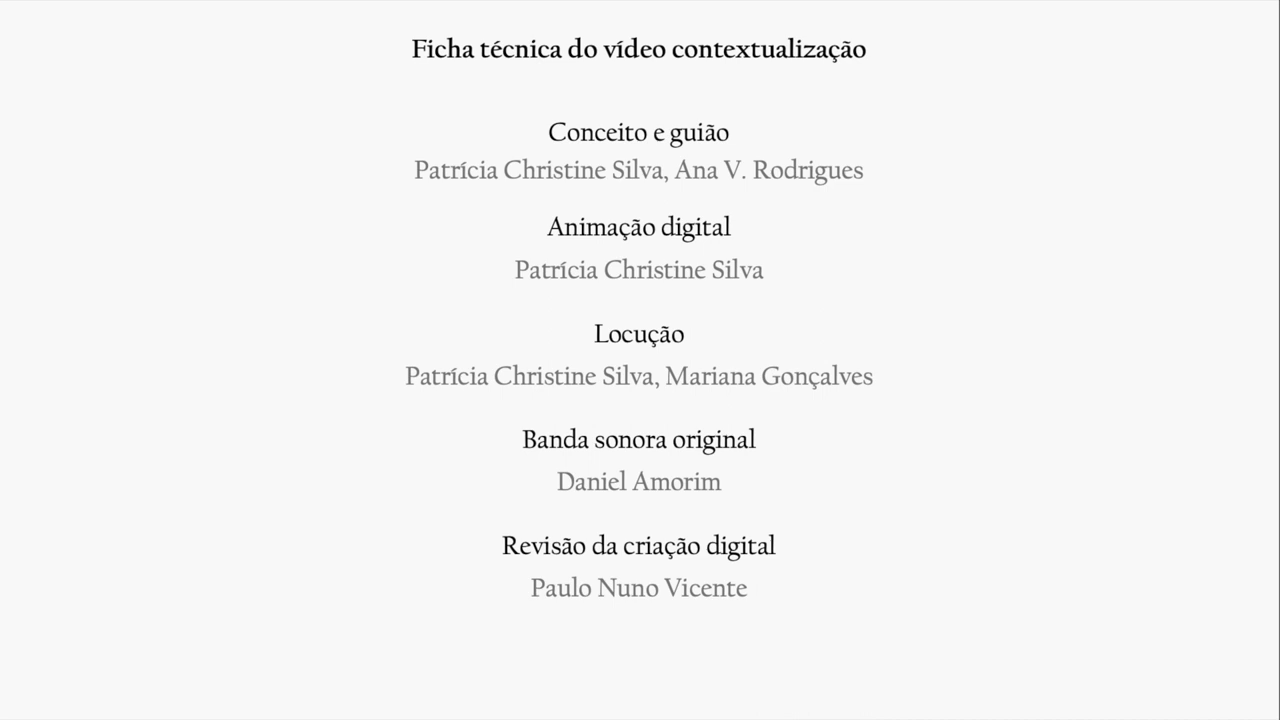 Ficha técnica do vídeo contextualização
Conceito e guião
Patrícia Christine Silva, Ana V. Rodrigues
Animação digital
Patrícia Christine Silva
Locução
Patrícia Christine Silva, Mariana Gonçalves
Banda sonora original
Daniel Amorim
Revisão da criação digital
Paulo Nuno Vicente